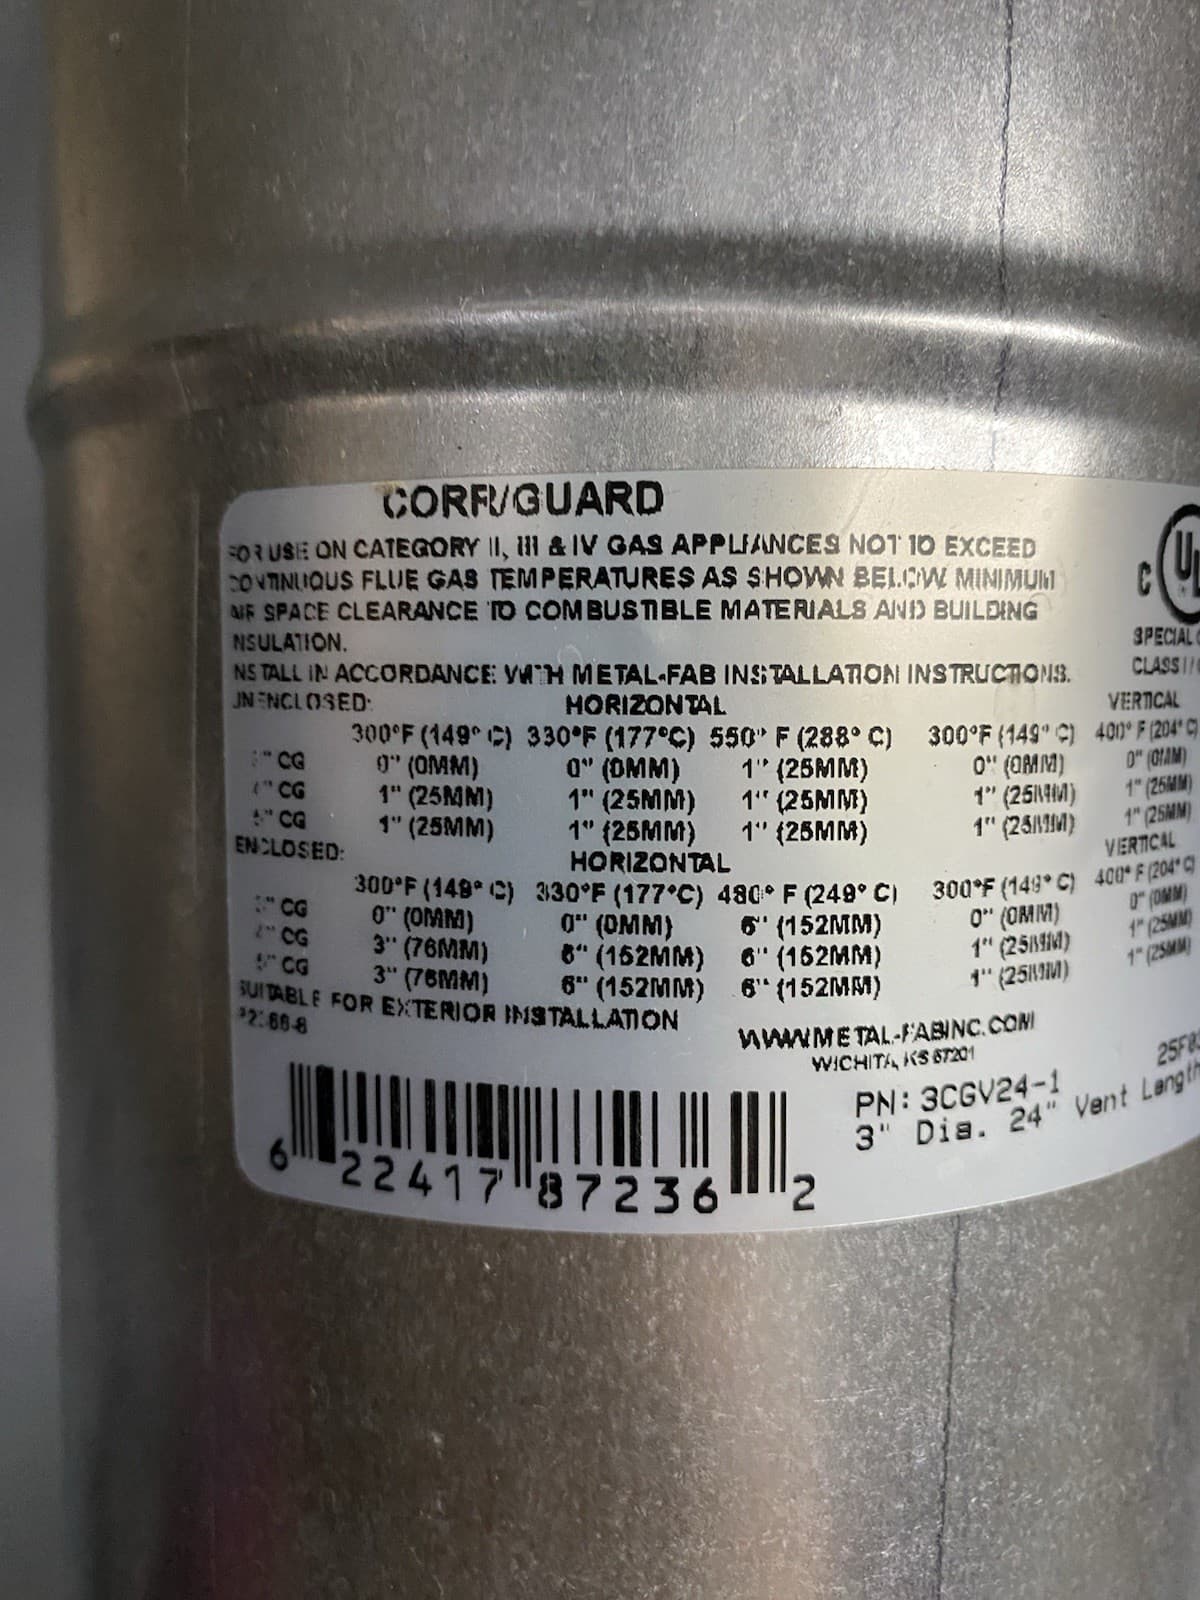 CORR/GUARD
FOR USE ON CATEGORY II, III & IV GAS APPLIANCES NOT TO EXCEED
CONTINUOUS FLUE GAS TEMPERATURES AS SHOWN BELOW. MINIMUM
AIR SPACE CLEARANCE TO COMBUSTIBLE MATERIALS AND BUILDING
INSULATION.
INSTALL IN ACCORDANCE WITH METAL-FAB INSTALLATION INSTRUCTIONS.
C UL
SPECIAL
CLASS I/
UNENCLOSED: HORIZONTAL VERTICAL
300°F (149° C) 330°F (177°C) 550° F (288° C) 300°F (149° C) 400° F (204° C)
" CG 0" (0MM) 0" (0MM) 1" (25MM) 0" (0MM) 0" (0MM)
" CG 1" (25MM) 1" (25MM) 1" (25MM) 1" (25MM) 1" (25MM)
" CG 1" (25MM) 1" (25MM) 1" (25MM) 1" (25MM) 1" (25MM)
ENCLOSED: HORIZONTAL VERTICAL
300°F (149° C) 330°F (177°C) 480° F (249° C) 300°F (149° C) 400° F (204° C)
" CG 0" (0MM) 0" (0MM) 6" (152MM) 0" (0MM) 0" (0MM)
" CG 3" (76MM) 6" (152MM) 6" (152MM) 1" (25MM) 1" (25MM)
" CG 3" (76MM) 6" (152MM) 6" (152MM) 1" (25MM) 1" (25MM)
SUITABLE FOR EXTERIOR INSTALLATION
WWW.METAL-FABINC.COM
WICHITA, KS 67201
25F
PN: 3CGV24-1
3" Dia. 24" Vent Length
6 22417 87236 2